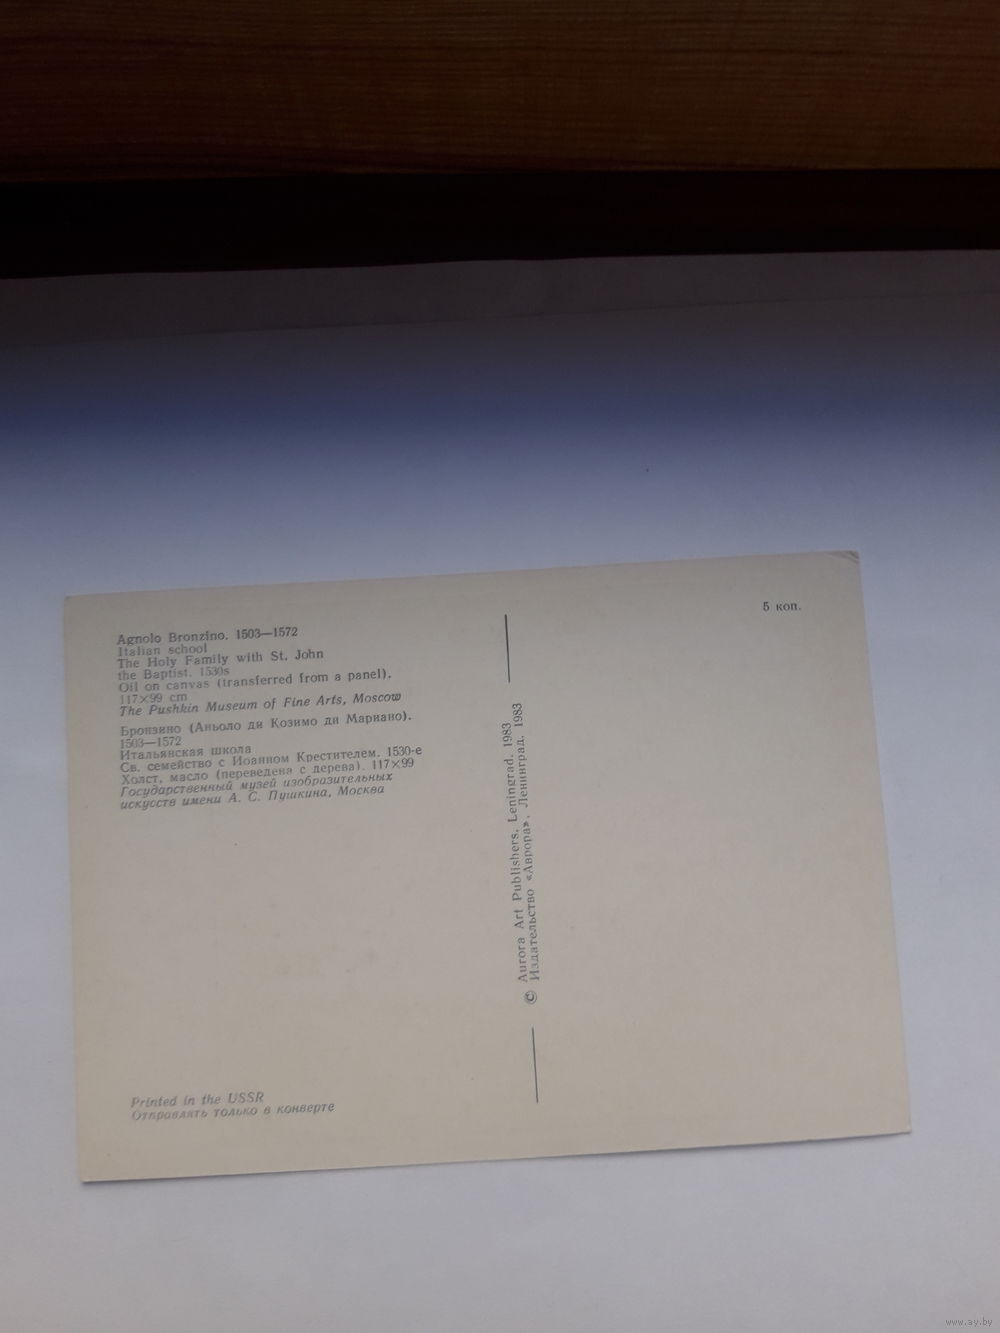 Agnolo Bronzino. 1503—1572
Italian school
The Holy Family with St. John
the Baptist. 1530s
Oil on canvas (transferred from a panel).
117×99 cm
The Pushkin Museum of Fine Arts, Moscow
Бронзино (Аньоло ди Козимо ди Мариано).
1503—1572
Итальянская школа
Св. семейство с Иоанном Крестителем. 1530-е
Холст, масло (переведена с дерева). 117×99
Государственный музей изобразительных
искусств имени А. С. Пушкина, Москва
Printed in the USSR
Отправлять только в конверте
© Aurora Art Publishers, Leningrad, 1983
Издательство «Аврора», Ленинград, 1983
5 коп.
www.ay.by